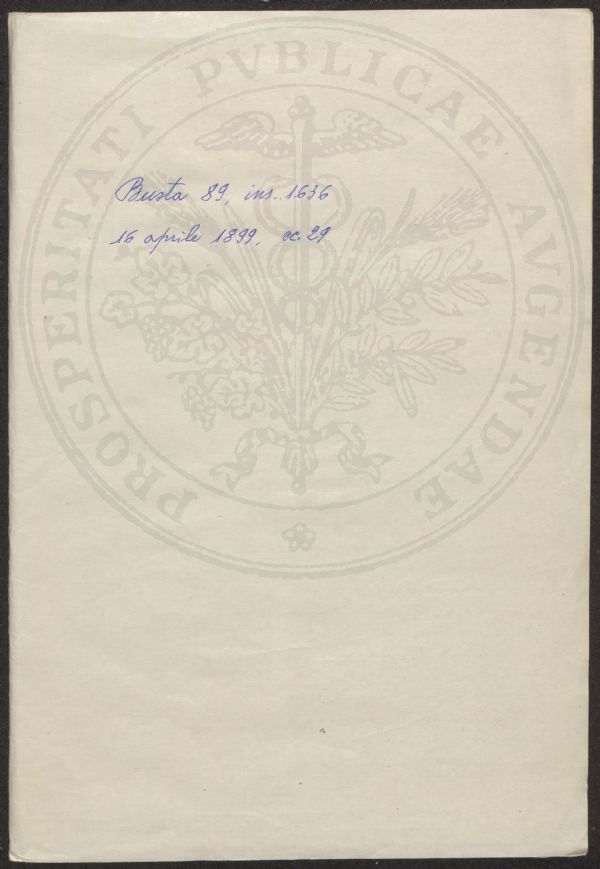 PROSPERITATI PVBLICAE AVGENDAE
Busta 89, ins. 1636
16 aprile 1899, cc. 29